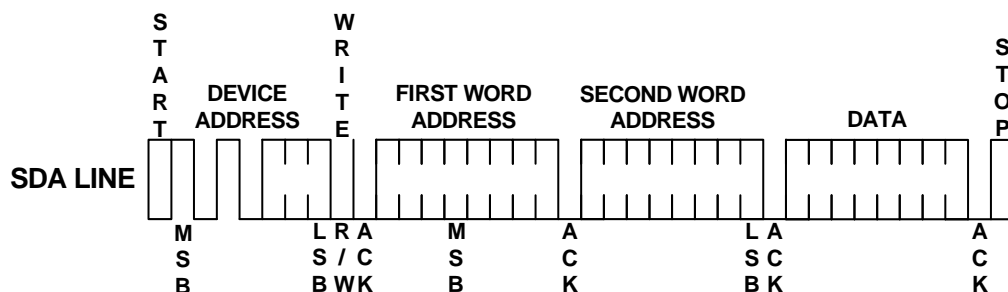 START
WRITE
STOP
DEVICE
ADDRESS
FIRST WORD
ADDRESS
SECOND WORD
ADDRESS
DATA
SDA LINE
MSB
LSB
R/W
ACK
MSB
ACK
LSB
ACK
ACK